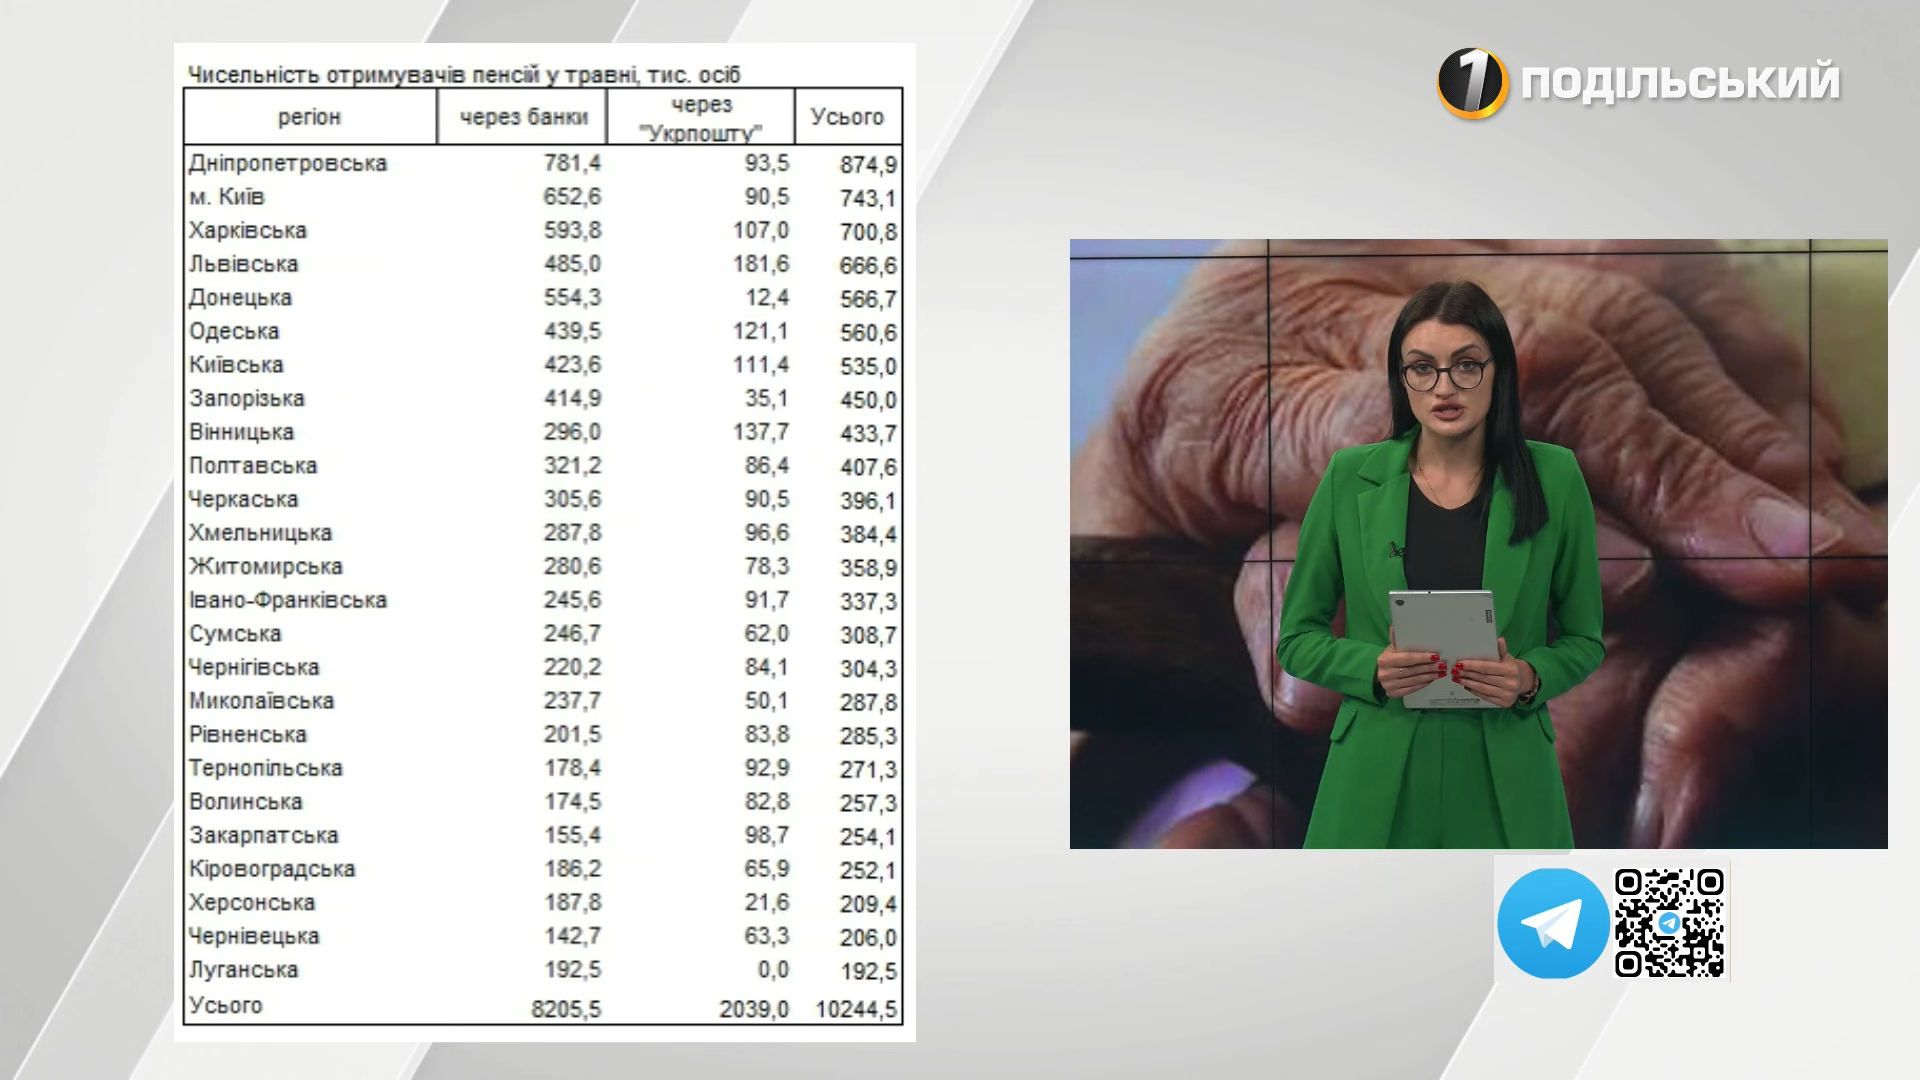 Чисельність отримувачів пенсій у травні, тис. осіб
регіон через банки через "Укрпошту" Усього
Дніпропетровська 781,4 93,5 874,9
м. Київ 652,6 90,5 743,1
Харківська 593,8 107,0 700,8
Львівська 485,0 181,6 666,6
Донецька 554,3 12,4 566,7
Одеська 439,5 121,1 560,6
Київська 423,6 111,4 535,0
Запорізька 414,9 35,1 450,0
Вінницька 296,0 137,7 433,7
Полтавська 321,2 86,4 407,6
Черкаська 305,6 90,5 396,1
Хмельницька 287,8 96,6 384,4
Житомирська 280,6 78,3 358,9
Івано-Франківська 245,6 91,7 337,3
Сумська 246,7 62,0 308,7
Чернігівська 220,2 84,1 304,3
Миколаївська 237,7 50,1 287,8
Рівненська 201,5 83,8 285,3
Тернопільська 178,4 92,9 271,3
Волинська 174,5 82,8 257,3
Закарпатська 155,4 98,7 254,1
Кіровоградська 186,2 65,9 252,1
Херсонська 187,8 21,6 209,4
Чернівецька 142,7 63,3 206,0
Луганська 192,5 0,0 192,5
Усього 8205,5 2039,0 10244,5
1 ПОДІЛЬСЬКИЙ